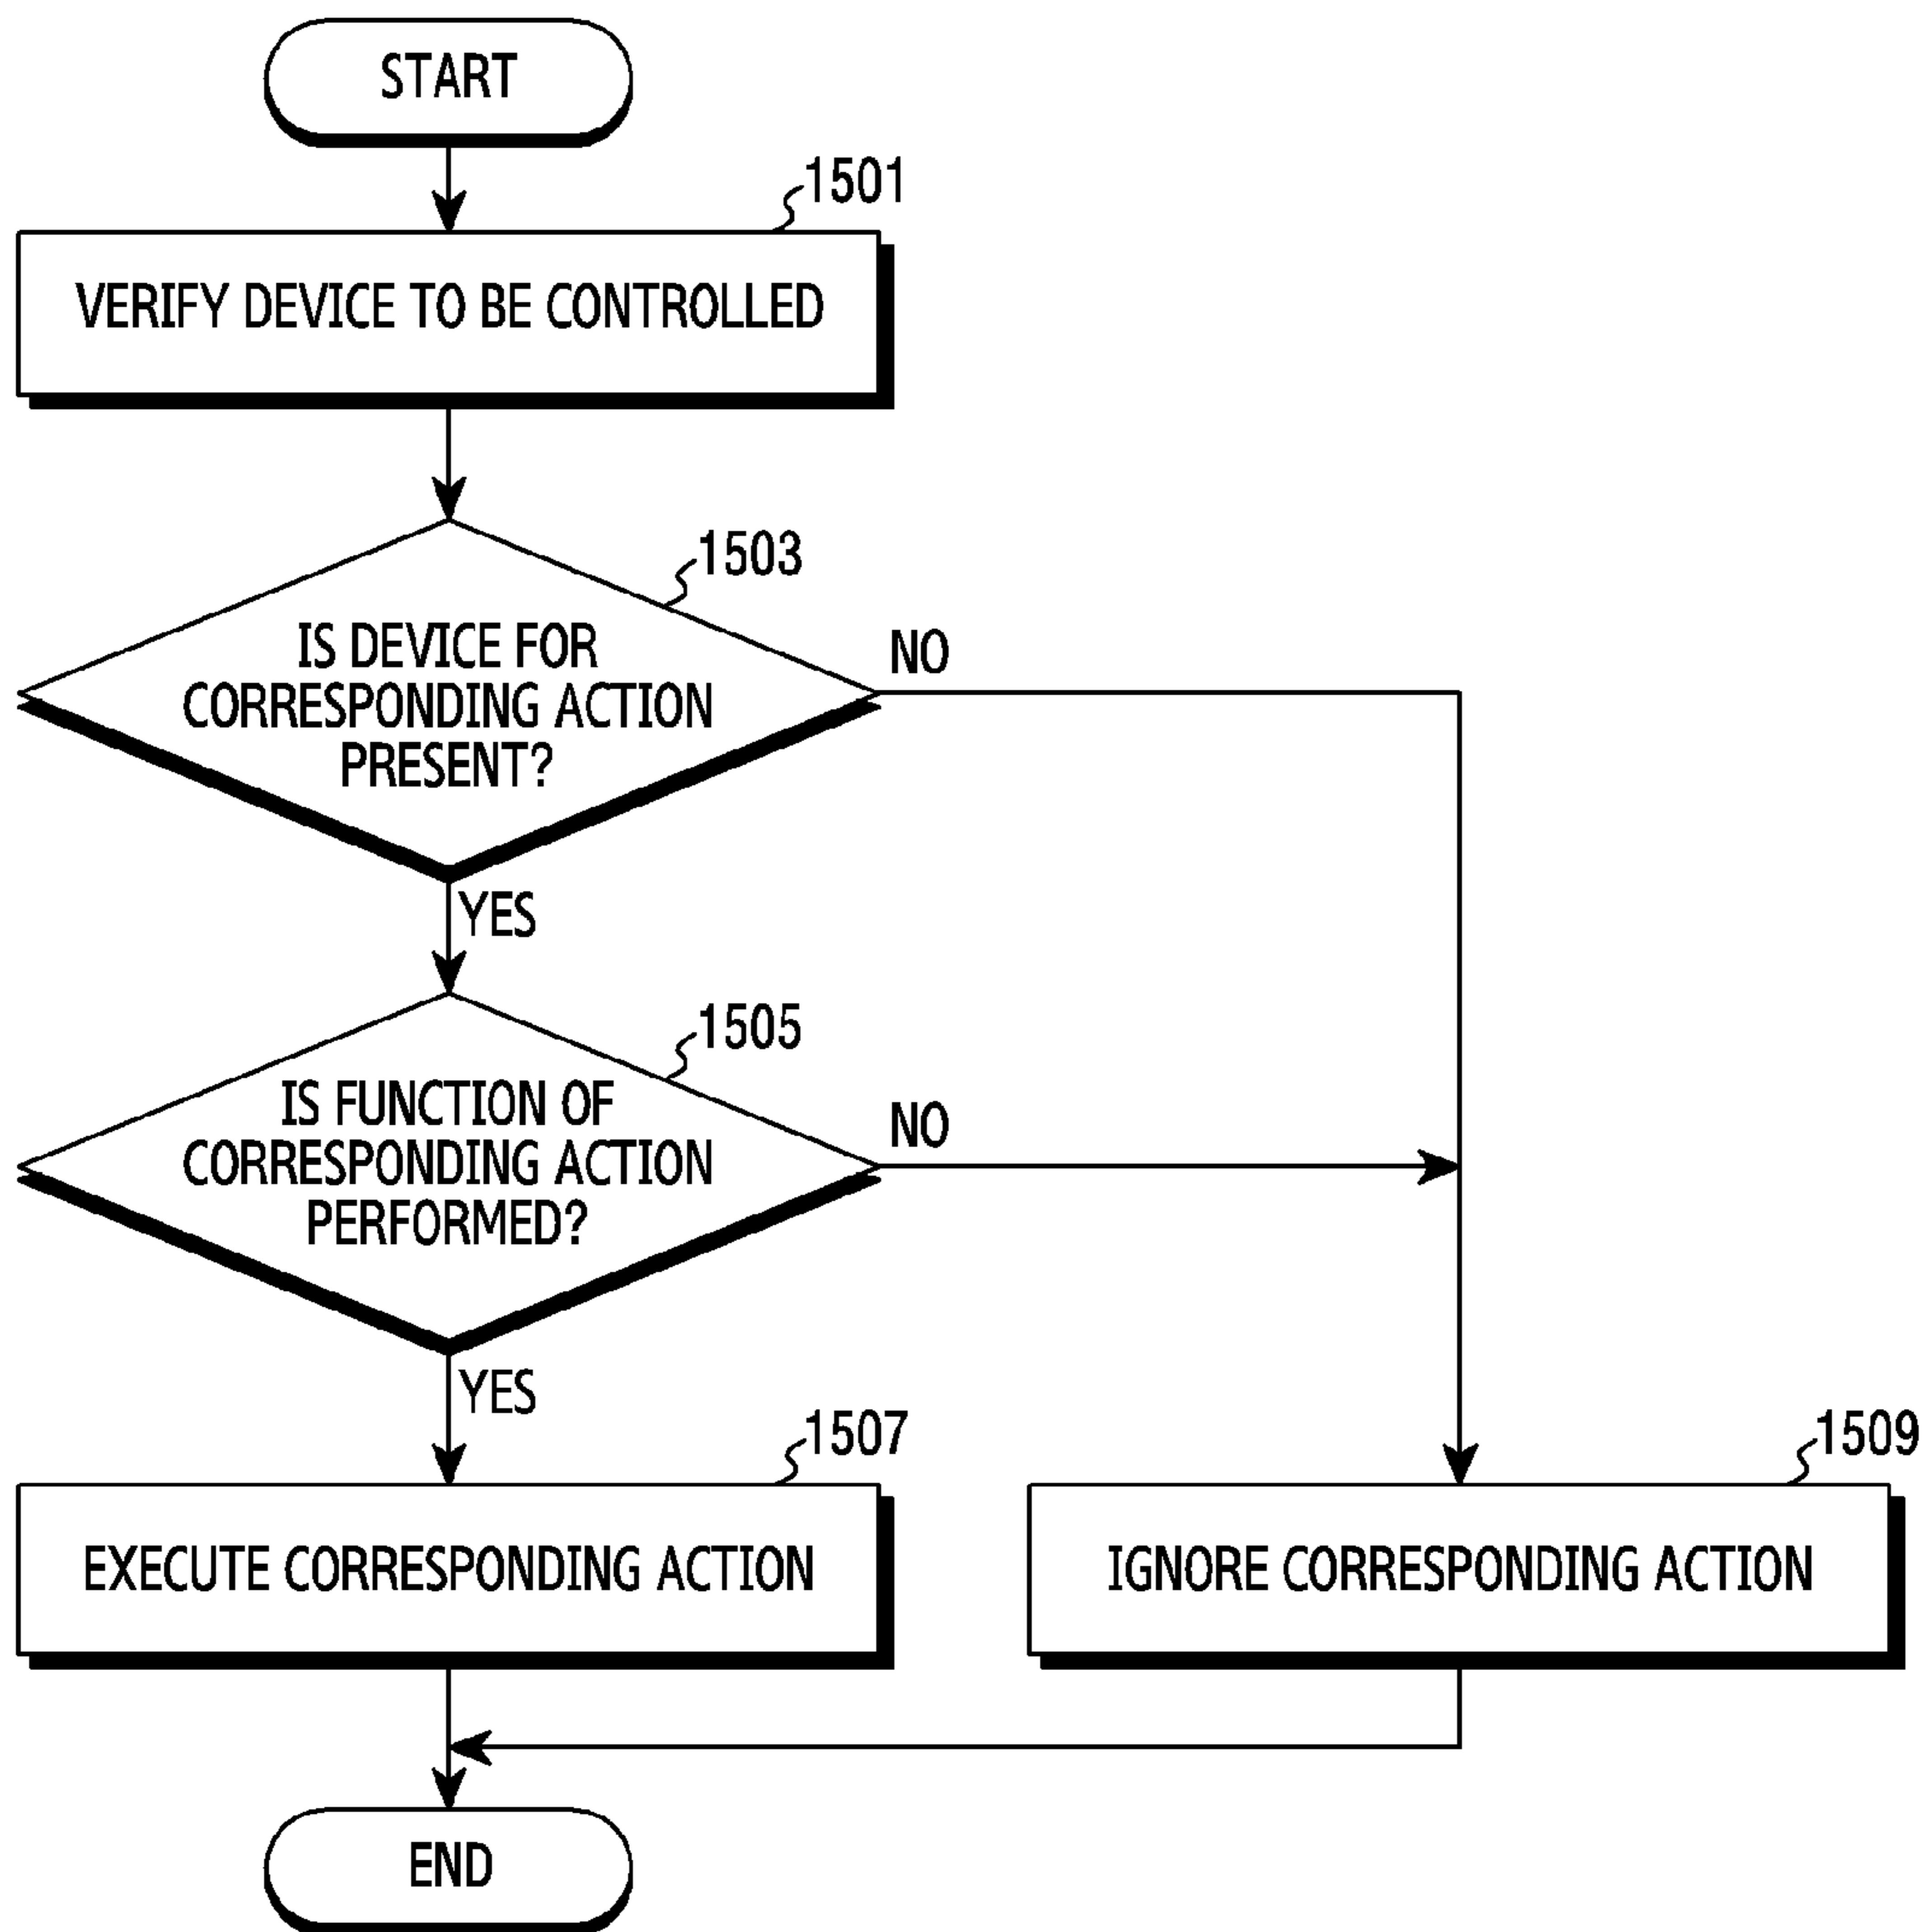 START
1501
VERIFY DEVICE TO BE CONTROLLED
1503
IS DEVICE FOR
CORRESPONDING ACTION
PRESENT?
NO
YES
1505
IS FUNCTION OF
CORRESPONDING ACTION
PERFORMED?
NO
YES
1507
EXECUTE CORRESPONDING ACTION
1509
IGNORE CORRESPONDING ACTION
END